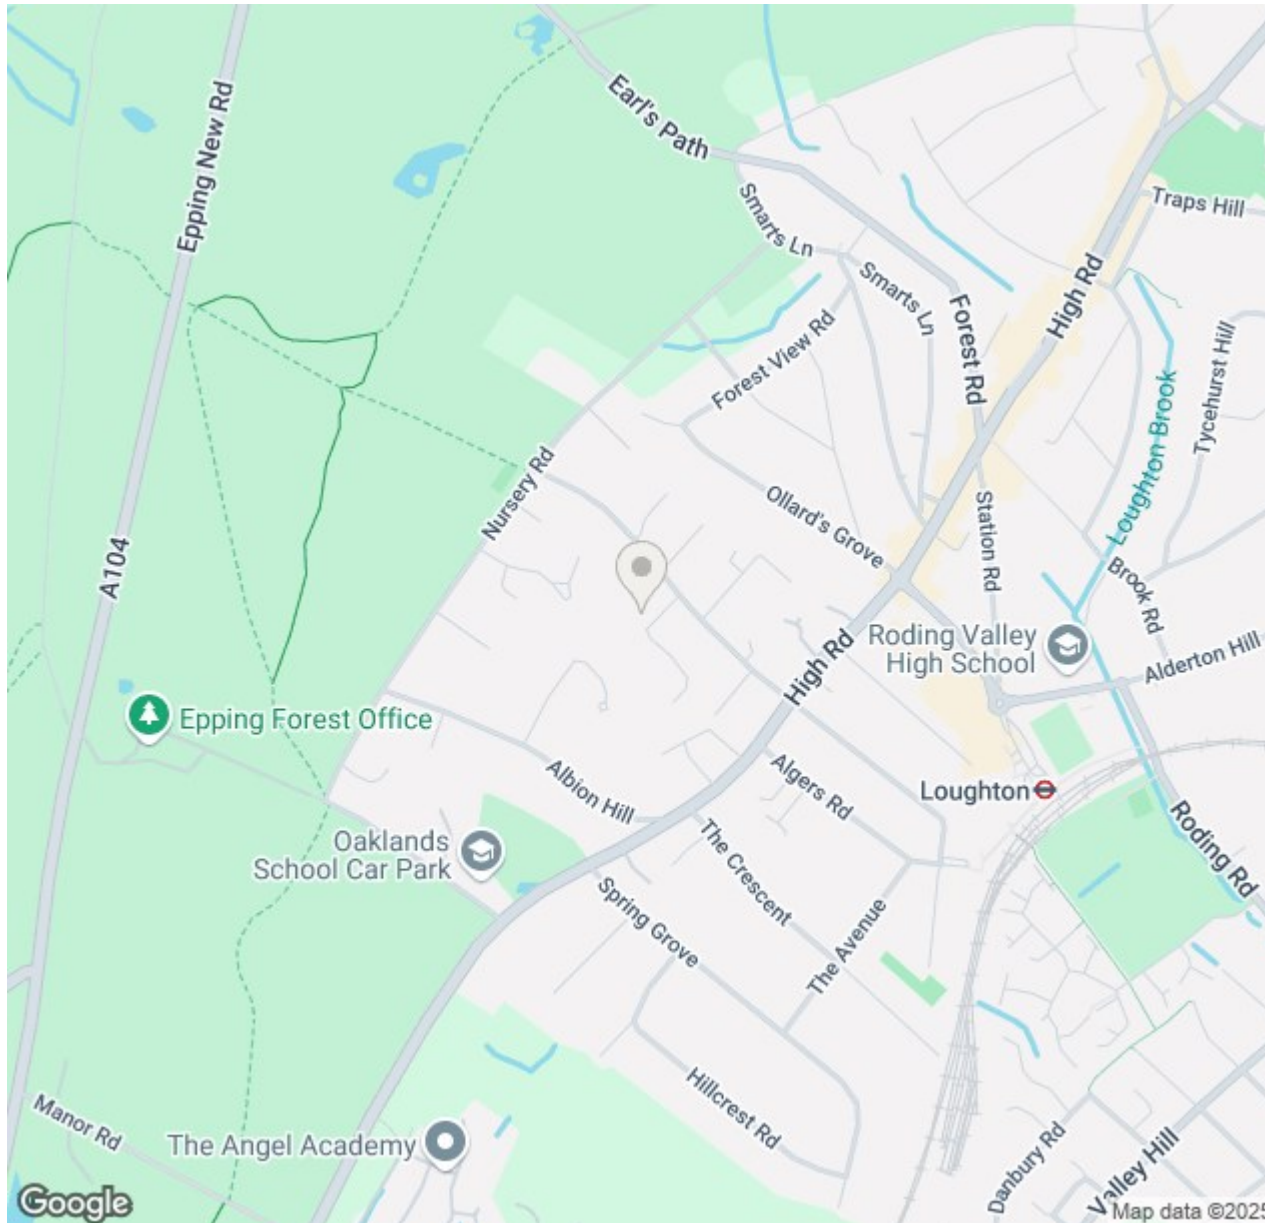 Epping New Rd
Earl's Path
Smarts Ln
Traps Hill
Smarts Ln
High Rd
Forest Rd
Forest View Rd
Tycehurst Hill
Loughton Brook
Nursery Rd
Ollard's Grove
Station Rd
A104
Brook Rd
Roding Valley
High School
High Rd
Alderton Hill
Epping Forest Office
Albion Hill
Algers Rd
Loughton
Roding Rd
Oaklands
School Car Park
The Crescent
Spring Grove
The Avenue
Hillcrest Rd
Manor Rd
The Angel Academy
Danbury Rd
Valley Hill
Google
Map data ©2025